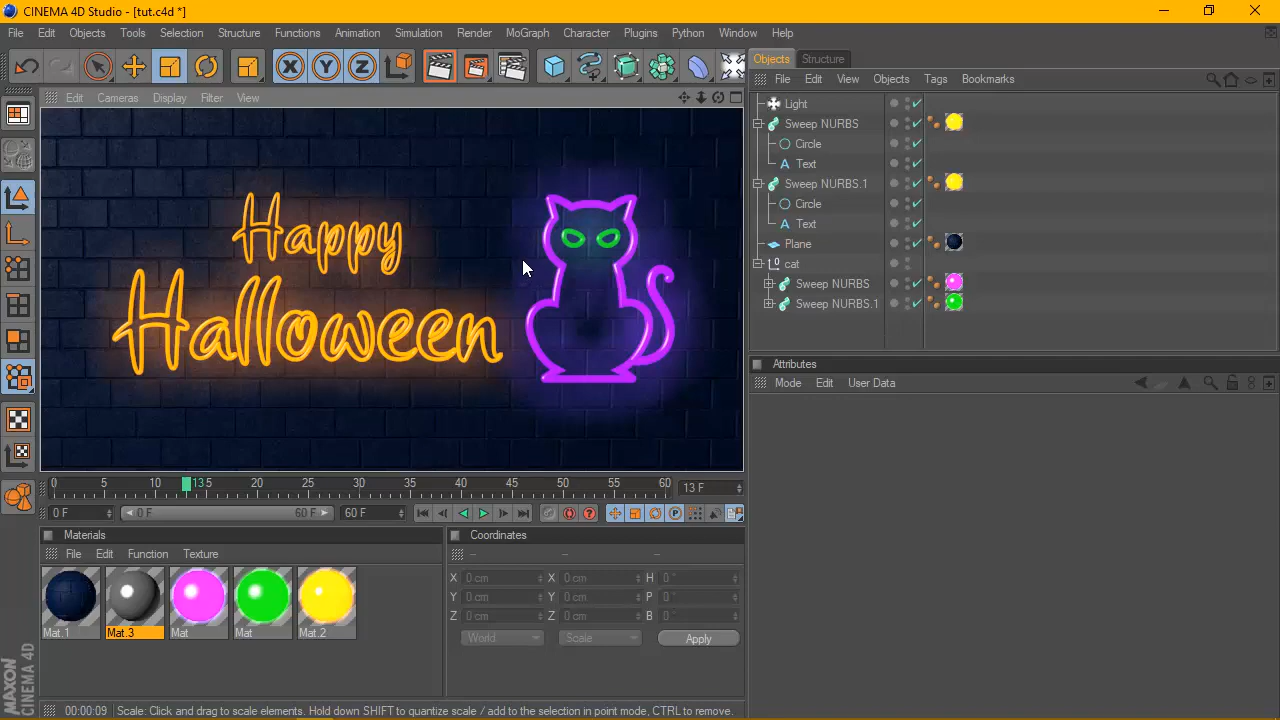 CINEMA 4D Studio - [tut.c4d *]
File Edit Objects Tools Selection Structure Functions Animation Simulation Render MoGraph Character Plugins Python Window Help
Objects Structure
File Edit View Objects Tags Bookmarks
Edit Cameras Display Filter View
Light
Sweep NURBS
Circle
Text
Sweep NURBS.1
Circle
Text
Plane
cat
Sweep NURBS
Sweep NURBS.1
Happy
Halloween
Attributes
Mode Edit User Data
0 5 10 13 5 20 25 30 35 40 45 50 55 60 13 F
0 F 0 F 60 F 60 F
Materials
File Edit Function Texture
Mat.1 Mat.3 Mat Mat Mat.2
Coordinates
-- -- --
X 0 cm X 0 cm H 0 °
Y 0 cm Y 0 cm P 0 °
Z 0 cm Z 0 cm B 0 °
World Scale Apply
MAXON
CINEMA 4D
00:00:09 Scale: Click and drag to scale elements. Hold down SHIFT to quantize scale / add to the selection in point mode, CTRL to remove.